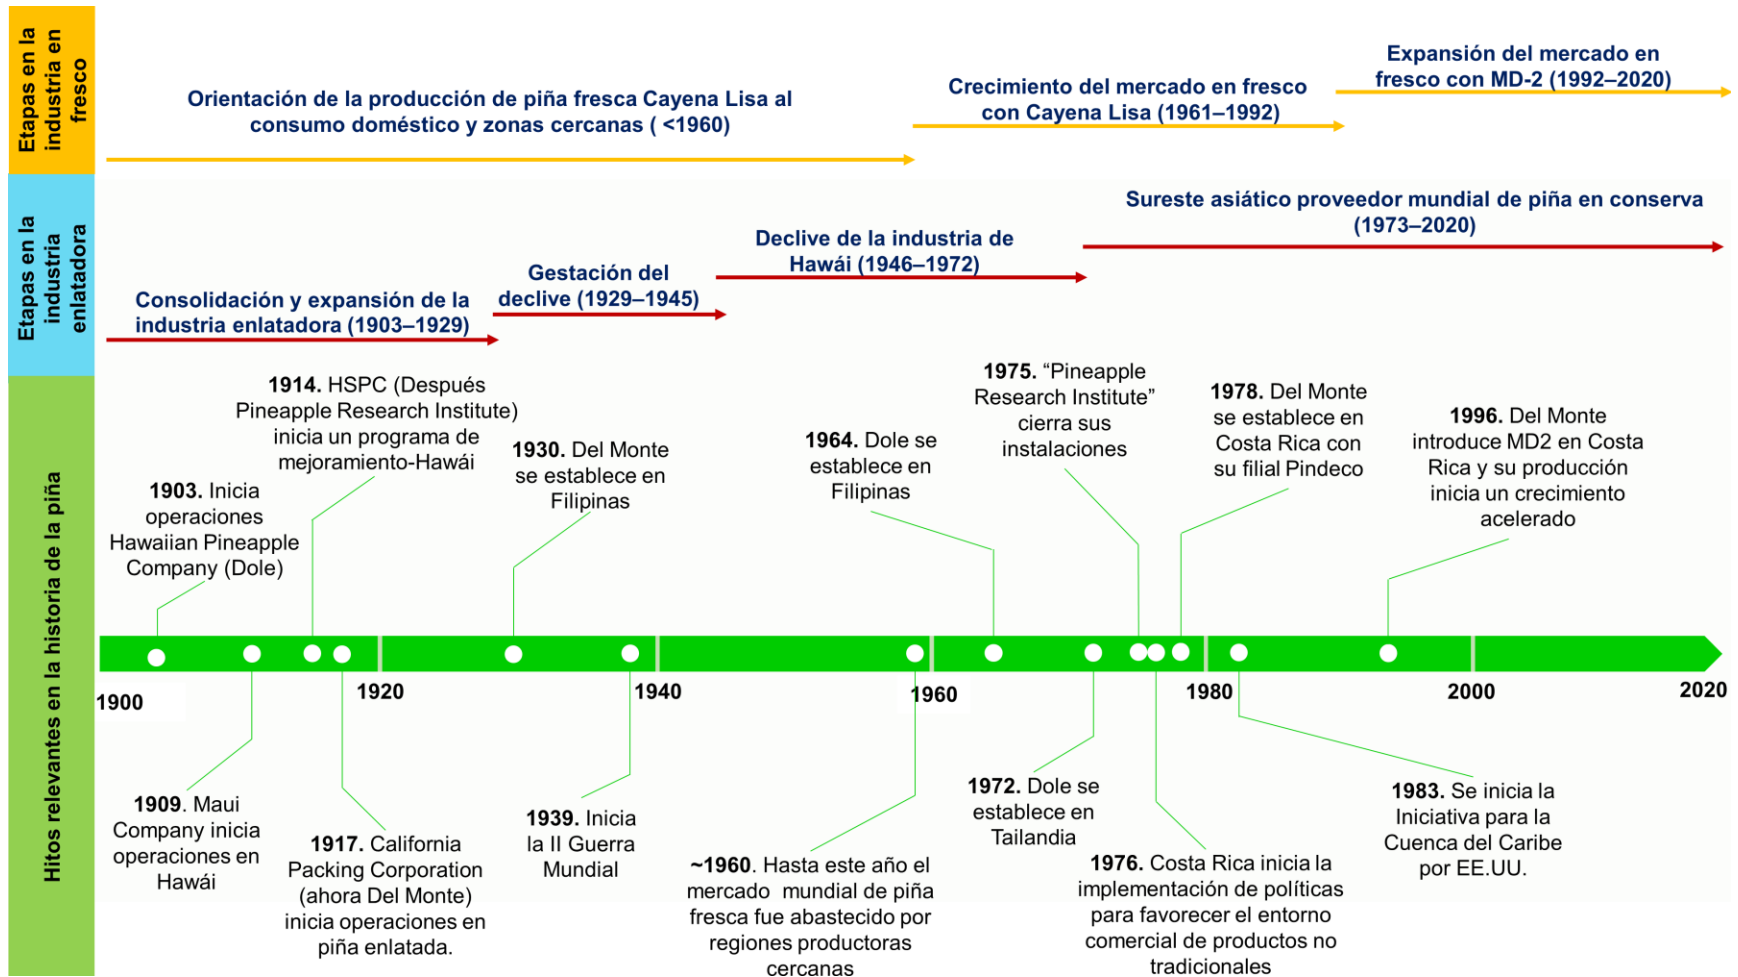 Etapas en la
industria en
fresco
Orientación de la producción de piña fresca Cayena Lisa al
consumo doméstico y zonas cercanas ( <1960)
Crecimiento del mercado en fresco
con Cayena Lisa (1961–1992)
Expansión del mercado en
fresco con MD-2 (1992–2020)
Etapas en la
industria
enlatadora
Consolidación y expansión de la
industria enlatadora (1903–1929)
Gestación del
declive (1929–1945)
Declive de la industria de
Hawái (1946–1972)
Sureste asiático proveedor mundial de piña en conserva
(1973–2020)
Hitos relevantes en la historia de la piña
1903. Inicia
operaciones
Hawaiian Pineapple
Company (Dole)
1914. HSPC (Después
Pineapple Research Institute)
inicia un programa de
mejoramiento-Hawái
1930. Del Monte
se establece en
Filipinas
1964. Dole se
establece en
Filipinas
1975. “Pineapple
Research Institute”
cierra sus
instalaciones
1978. Del Monte
se establece en
Costa Rica con
su filial Pindeco
1996. Del Monte
introduce MD2 en Costa
Rica y su producción
inicia un crecimiento
acelerado
1900
1920
1940
1960
1980
2000
2020
1909. Maui
Company inicia
operaciones en
Hawái
1917. California
Packing Corporation
(ahora Del Monte)
inicia operaciones en
piña enlatada.
1939. Inicia
la II Guerra
Mundial
~1960. Hasta este año el
mercado mundial de piña
fresca fue abastecido por
regiones productoras
cercanas
1972. Dole se
establece en
Tailandia
1976. Costa Rica inicia la
implementación de políticas
para favorecer el entorno
comercial de productos no
tradicionales
1983. Se inicia la
Iniciativa para la
Cuenca del Caribe
por EE.UU.